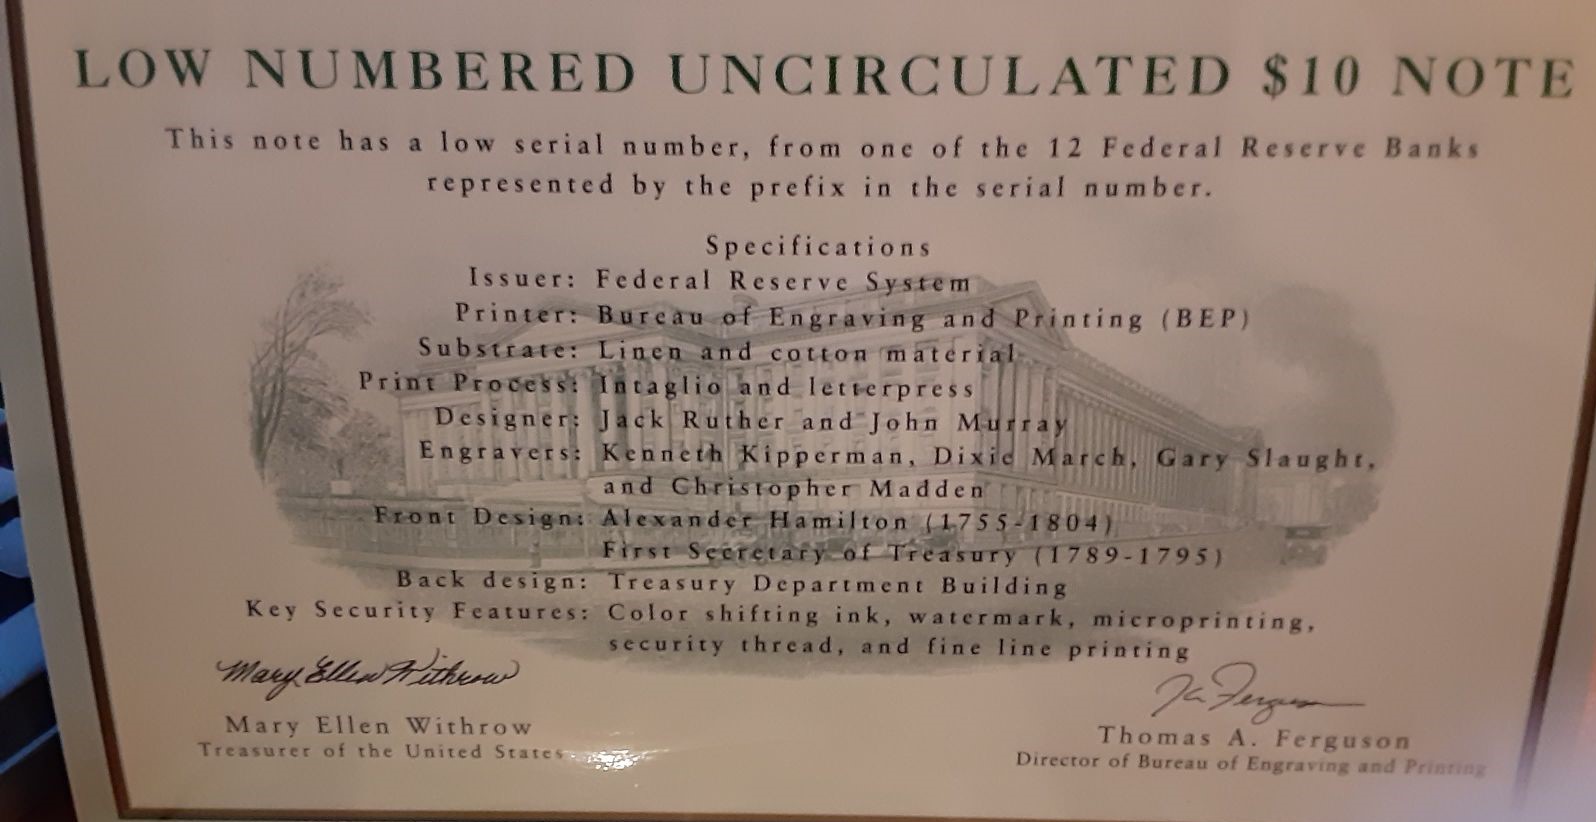 LOW NUMBERED UNCIRCULATED $10 NOTE
This note has a low serial number, from one of the 12 Federal Reserve Banks
represented by the prefix in the serial number.
Specifications
Issuer: Federal Reserve System
Printer: Bureau of Engraving and Printing (BEP)
Substrate: Linen and cotton material
Print Process: Intaglio and letterpress
Designer: Jack Ruther and John Murray
Engravers: Kenneth Kipperman, Dixie March, Gary Slaught,
and Christopher Madden
Front Design: Alexander Hamilton (1755-1804)
First Secretary of Treasury (1789-1795)
Back design: Treasury Department Building
Key Security Features: Color shifting ink, watermark, microprinting,
security thread, and fine line printing
Mary Ellen Withrow
Mary Ellen Withrow
Treasurer of the United States
Thomas A. Ferguson
Director of Bureau of Engraving and Printing